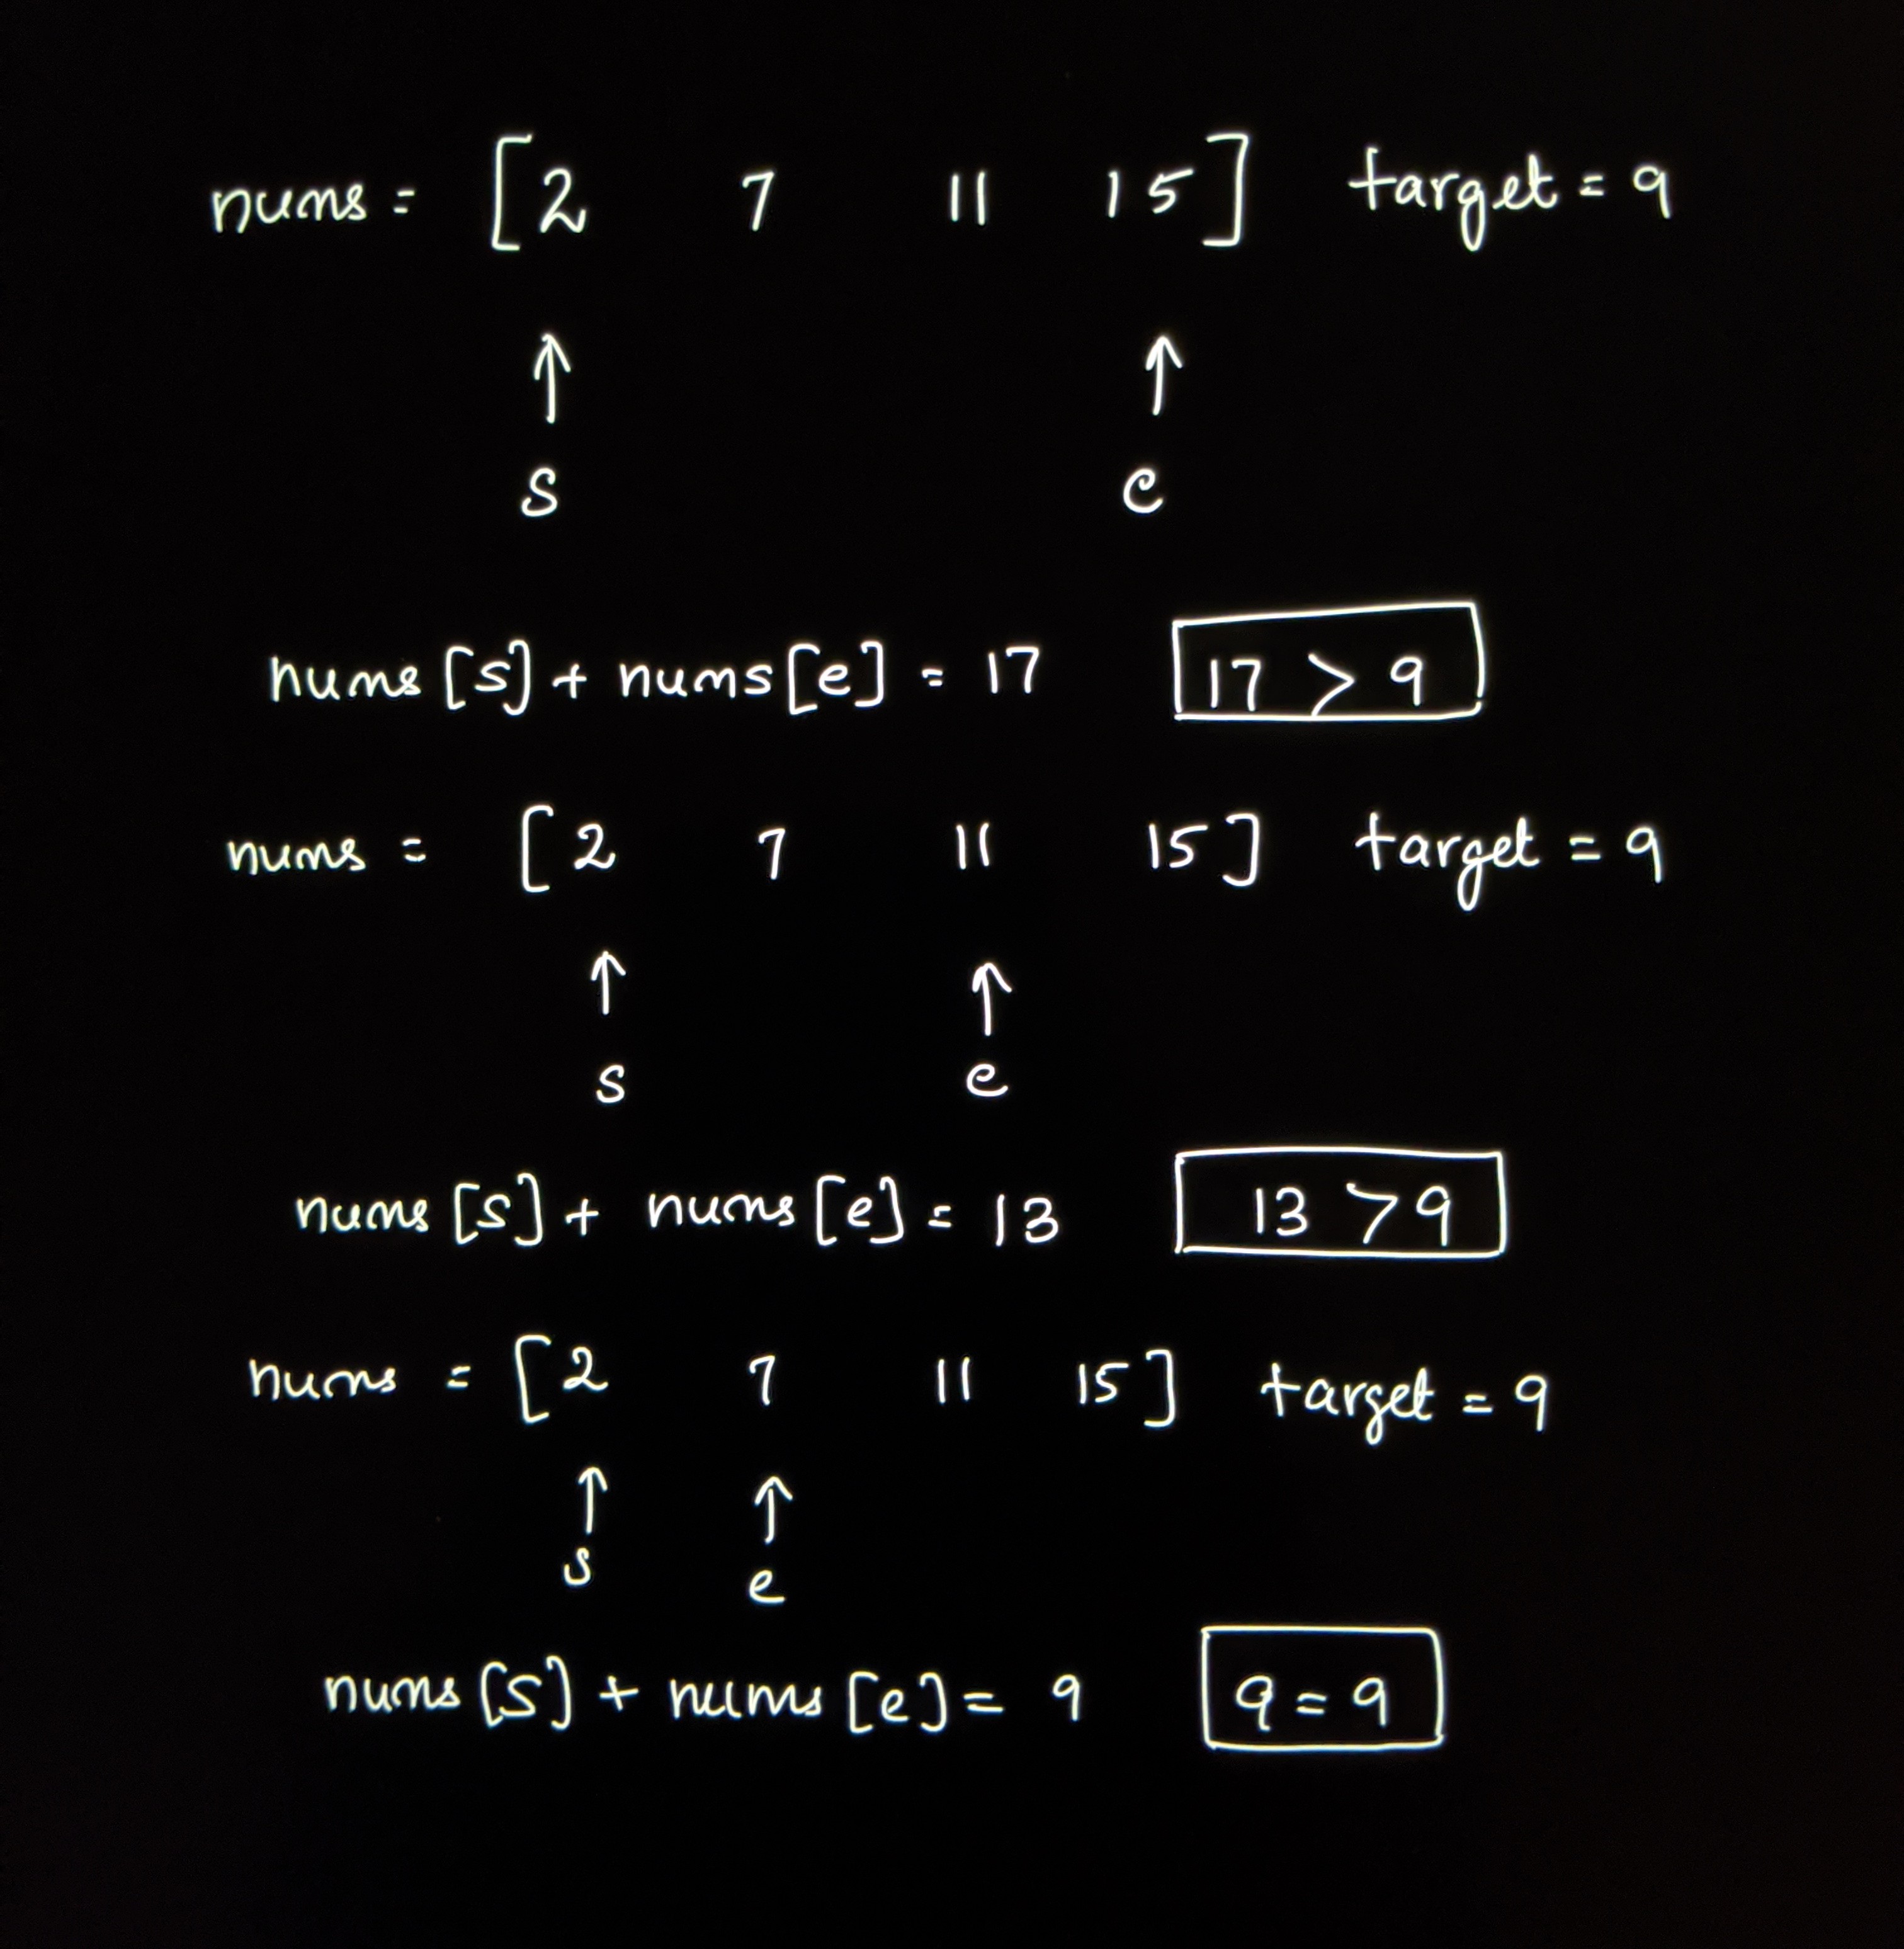 nums = [2 7 11 15] target = 9
↑ ↑
s e
nums[s] + nums[e] = 17 17 > 9
nums = [2 7 11 15] target = 9
↑ ↑
s e
nums[s] + nums[e] = 13 13 > 9
nums = [2 7 11 15] target = 9
↑ ↑
s e
nums[s] + nums[e] = 9 9 = 9